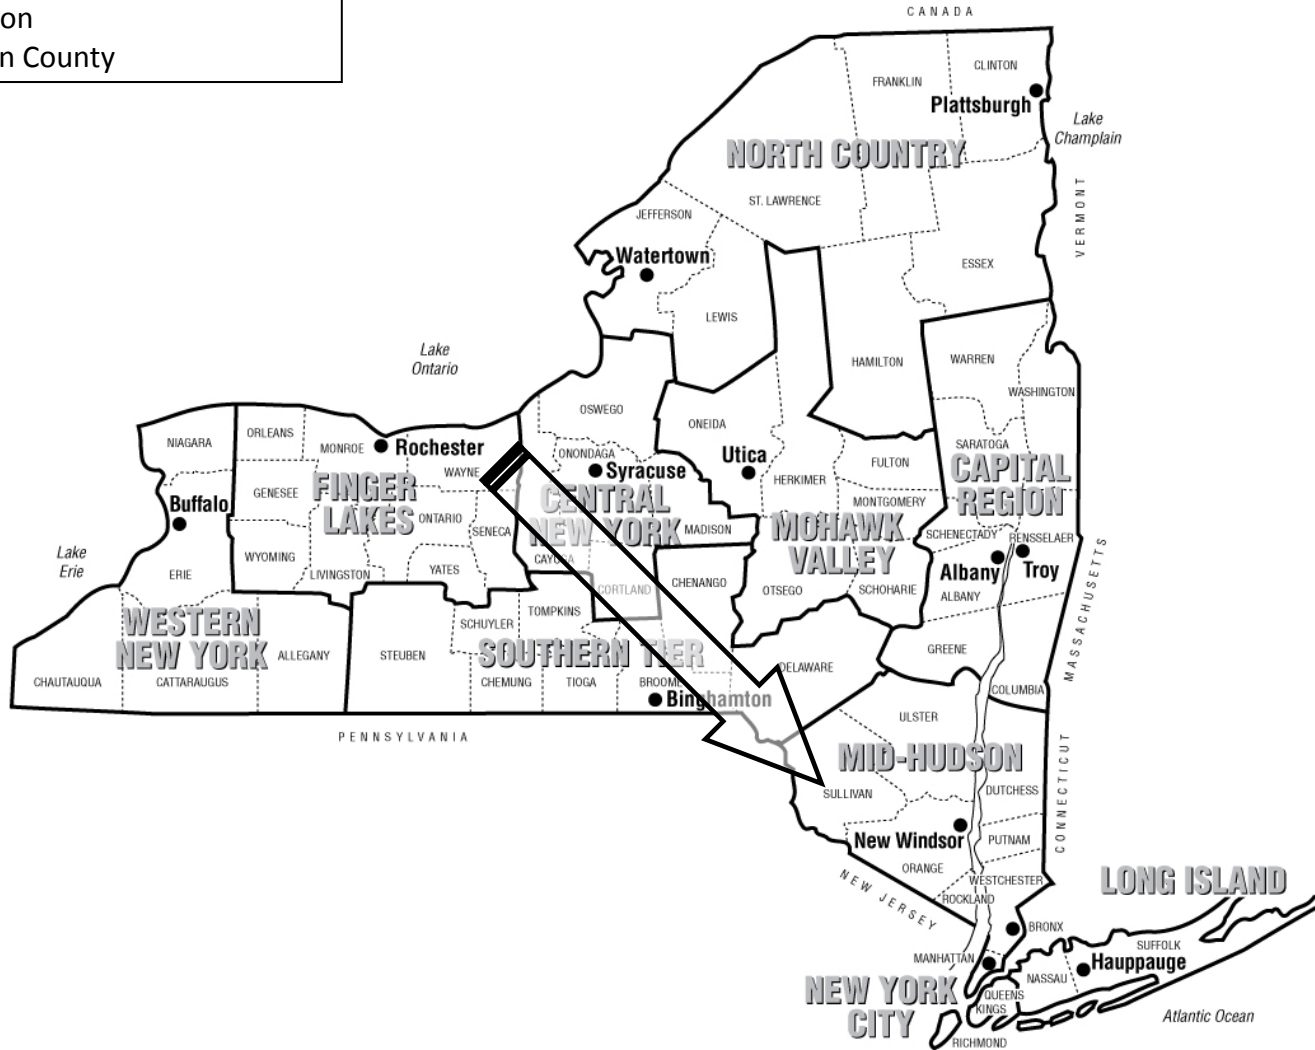 on
n County
CANADA
CLINTON
FRANKLIN
Plattsburgh
Lake
Champlain
NORTH COUNTRY
VERMONT
ST. LAWRENCE
JEFFERSON
Watertown
ESSEX
LEWIS
Lake
Ontario
HAMILTON
WARREN
WASHINGTON
OSWEGO
ONEIDA
NIAGARA
ORLEANS
MONROE
Rochester
ONONDAGA
Syracuse
Utica
SARATOGA
FULTON
CAPITAL
REGION
WAYNE
HERKIMER
GENESEE
FINGER
LAKES
CENTRAL
NEW YORK
MONTGOMERY
Buffalo
ONTARIO
SENECA
MADISON
MOHAWK
VALLEY
SCHENECTADY
RENSSELAER
Lake
Erie
WYOMING
CAYUGA
ERIE
LIVINGSTON
YATES
CORTLAND
CHENANGO
OTSEGO
SCHOHARIE
Albany
Troy
ALBANY
MASSACHUSETTS
WESTERN
NEW YORK
SCHUYLER
TOMPKINS
ALLEGANY
STEUBEN
SOUTHERN TIER
DELAWARE
GREENE
CHAUTAUQUA
CATTARAUGUS
CHEMUNG
TIOGA
BROOME
Binghamton
COLUMBIA
PENNSYLVANIA
ULSTER
MID-HUDSON
SULLIVAN
DUTCHESS
CONNECTICUT
New Windsor
PUTNAM
ORANGE
WESTCHESTER
ROCKLAND
NEW JERSEY
LONG ISLAND
BRONX
MANHATTAN
SUFFOLK
Hauppauge
NASSAU
NEW YORK
CITY
QUEENS
KINGS
RICHMOND
Atlantic Ocean